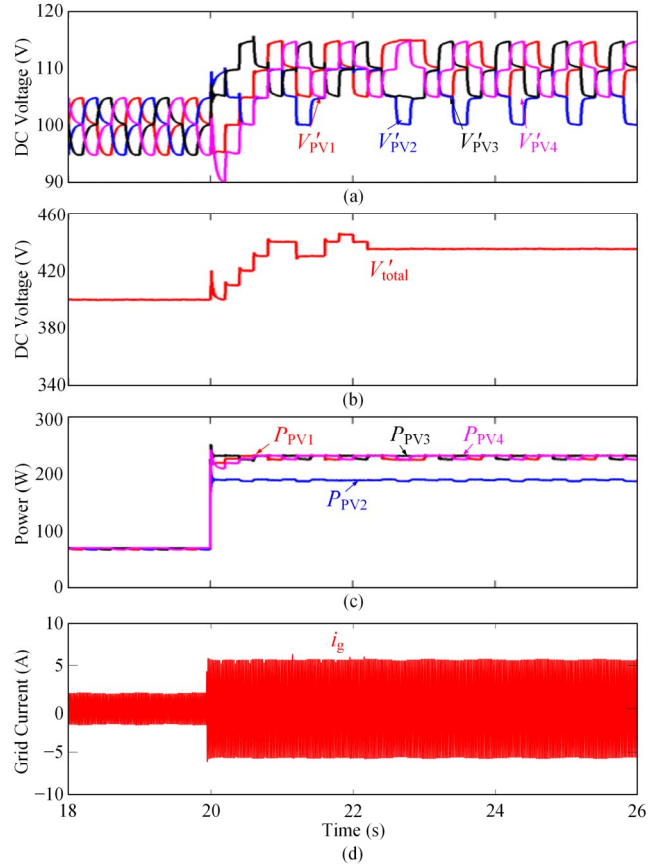 120
110
100
90
DC Voltage (V)
V′PV1
V′PV2
V′PV3
V′PV4
(a)
460
420
380
340
DC Voltage (V)
V′total
(b)
300
200
100
0
Power (W)
PPV1
PPV3
PPV4
PPV2
(c)
10
5
0
−5
−10
Grid Current (A)
ig
18
20
22
24
26
Time (s)
(d)